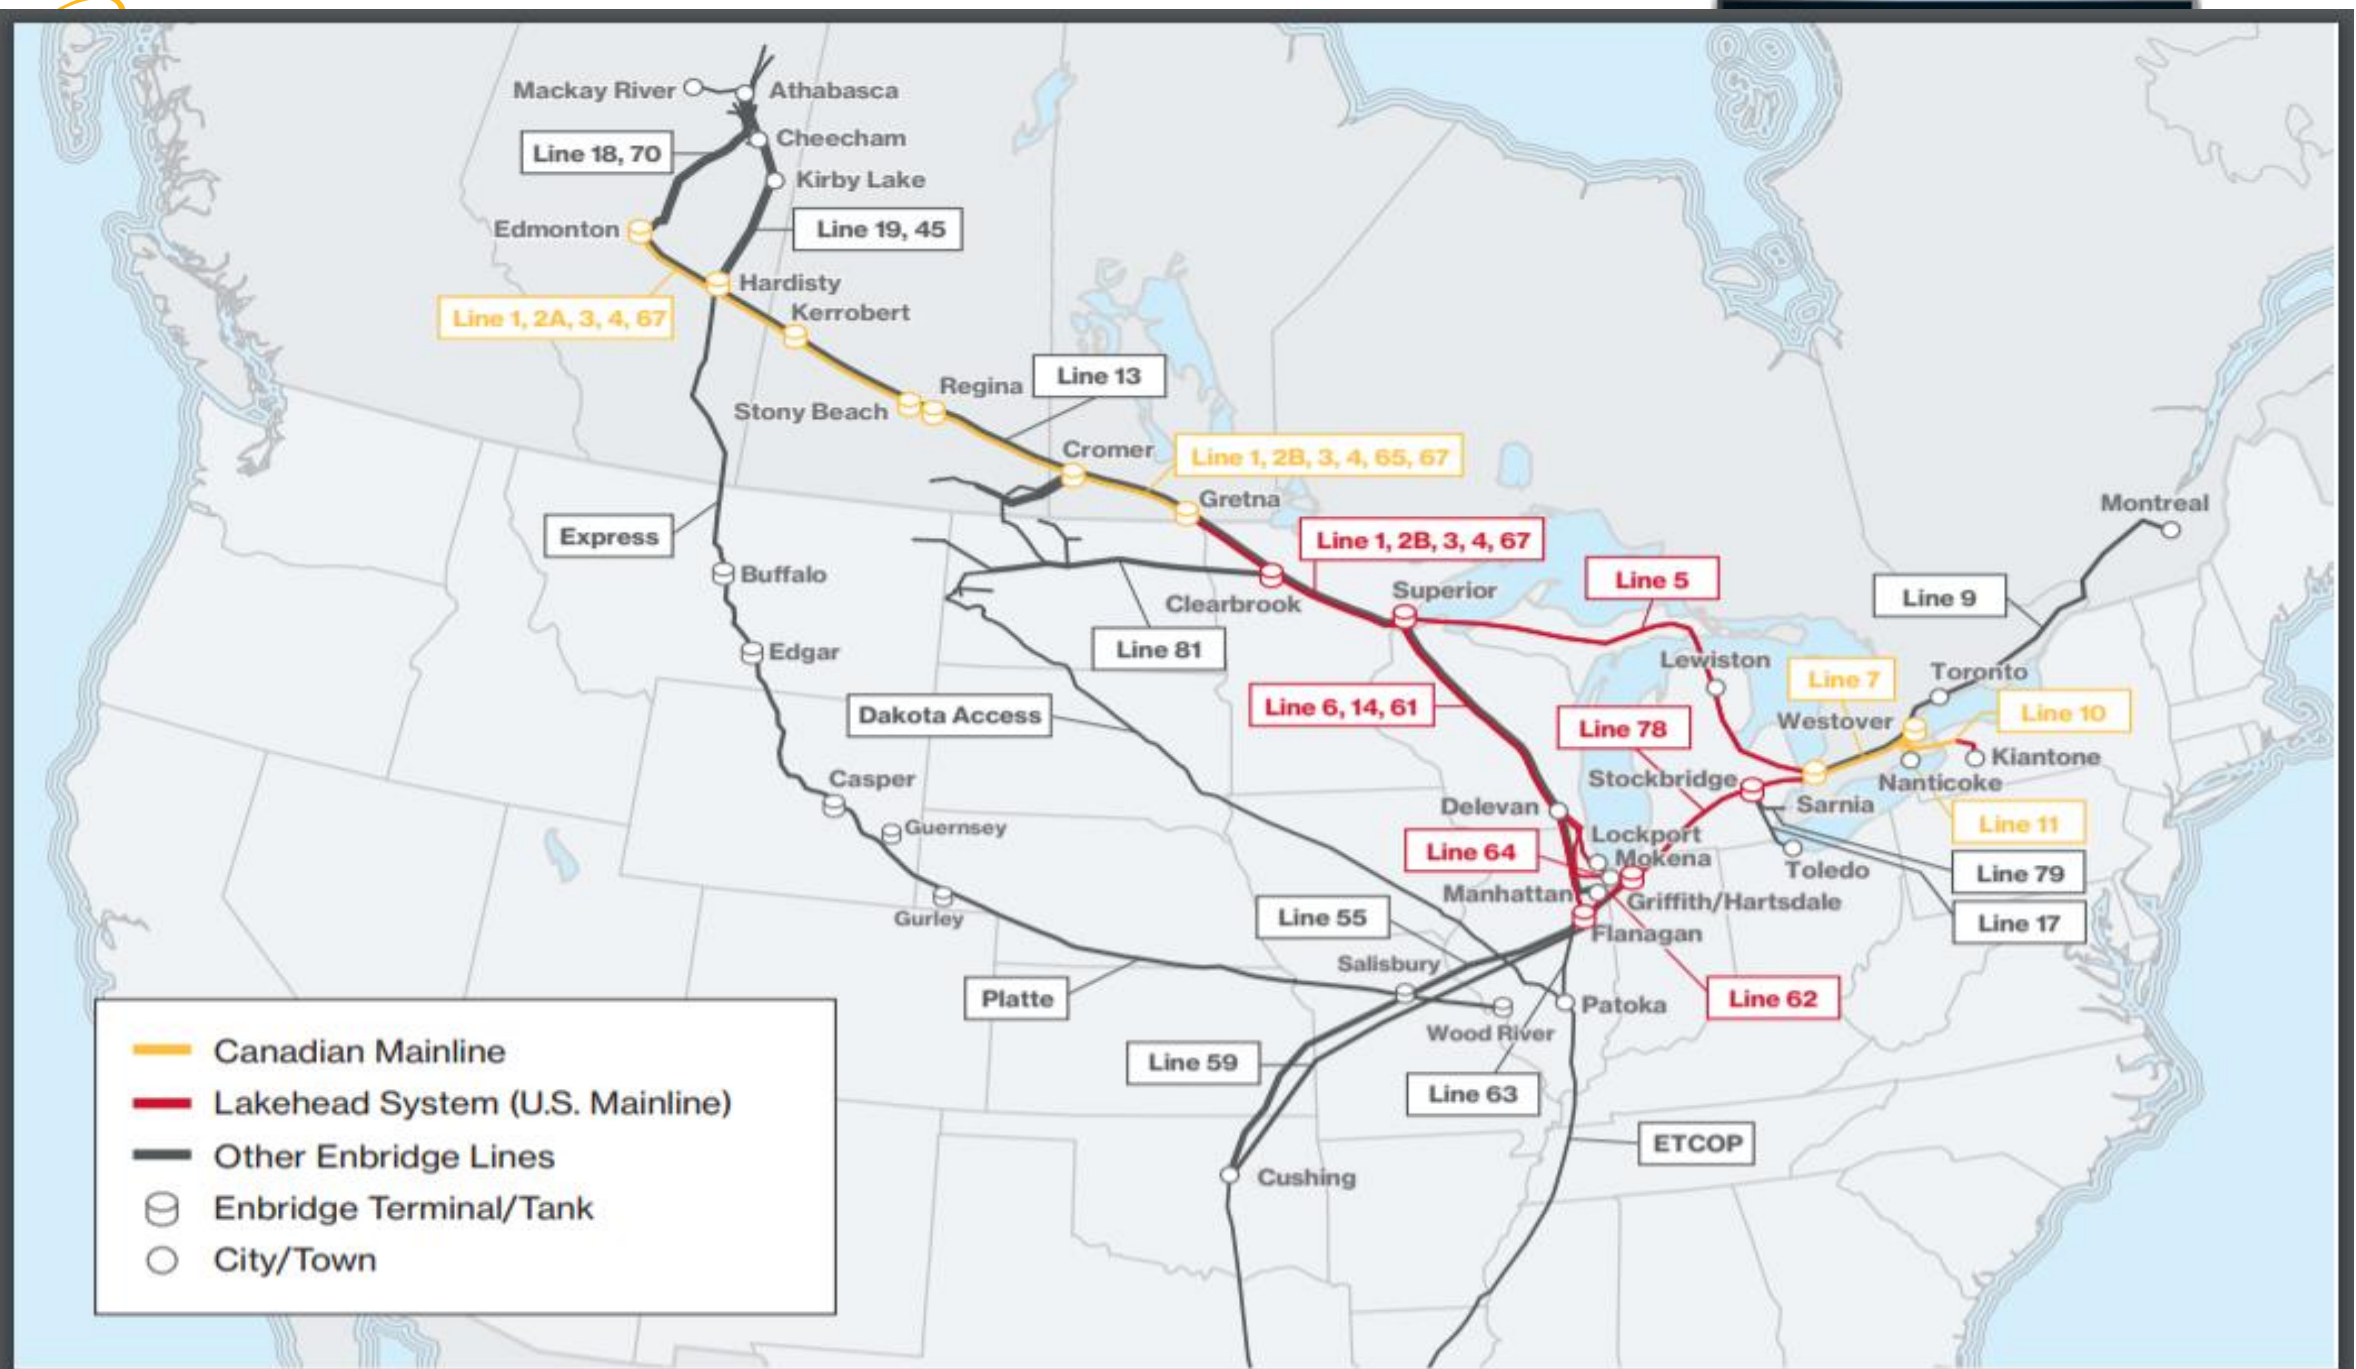 Mackay River
Athabasca
Cheecham
Line 18, 70
Kirby Lake
Edmonton
Line 19, 45
Hardisty
Line 1, 2A, 3, 4, 67
Kerrobert
Regina
Line 13
Stony Beach
Cromer
Line 1, 2B, 3, 4, 65, 67
Gretna
Montreal
Express
Line 1, 2B, 3, 4, 67
Buffalo
Line 5
Superior
Line 9
Clearbrook
Line 81
Edgar
Lewiston
Toronto
Line 7
Line 6, 14, 61
Dakota Access
Line 78
Westover
Line 10
Kiantone
Casper
Stockbridge
Nanticoke
Delevan
Sarnia
Line 11
Guernsey
Lockport
Line 64
Mokena
Toledo
Line 79
Manhattan
Griffith/Hartsdale
Gurley
Line 55
Line 17
Flanagan
Salisbury
Platte
Line 62
Patoka
Wood River
Line 59
Line 63
ETCOP
Cushing
Canadian Mainline
Lakehead System (U.S. Mainline)
Other Enbridge Lines
Enbridge Terminal/Tank
City/Town